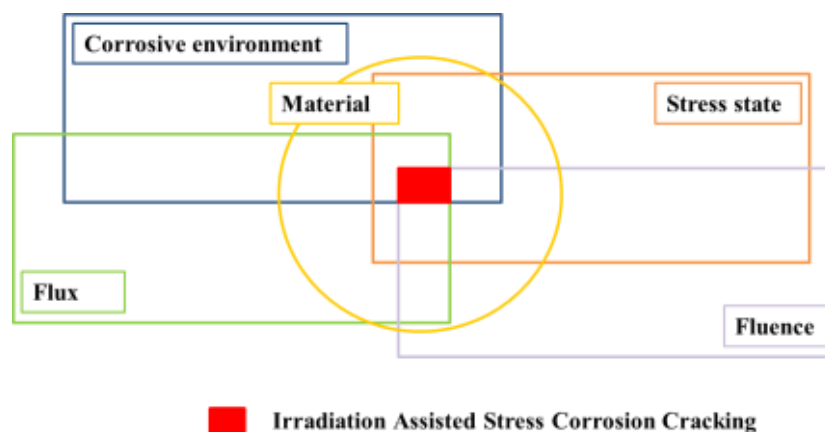 Corrosive environment
Material
Stress state
Flux
Fluence
Irradiation Assisted Stress Corrosion Cracking